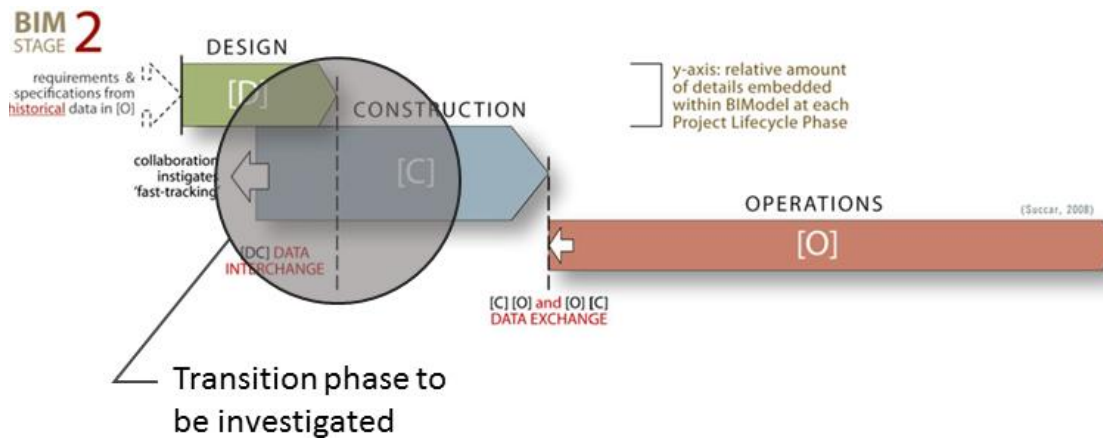 BIM
STAGE 2
DESIGN
requirements &
specifications from
historical data in [O]
[D]
CONSTRUCTION
y-axis: relative amount
of details embedded
within BIModel at each
Project Lifecycle Phase
collaboration
instigates
'fast-tracking'
[C]
OPERATIONS
(Succar, 2008)
[O]
[DC] DATA
INTERCHANGE
[C] [O] and [O] [C]
DATA EXCHANGE
Transition phase to
be investigated